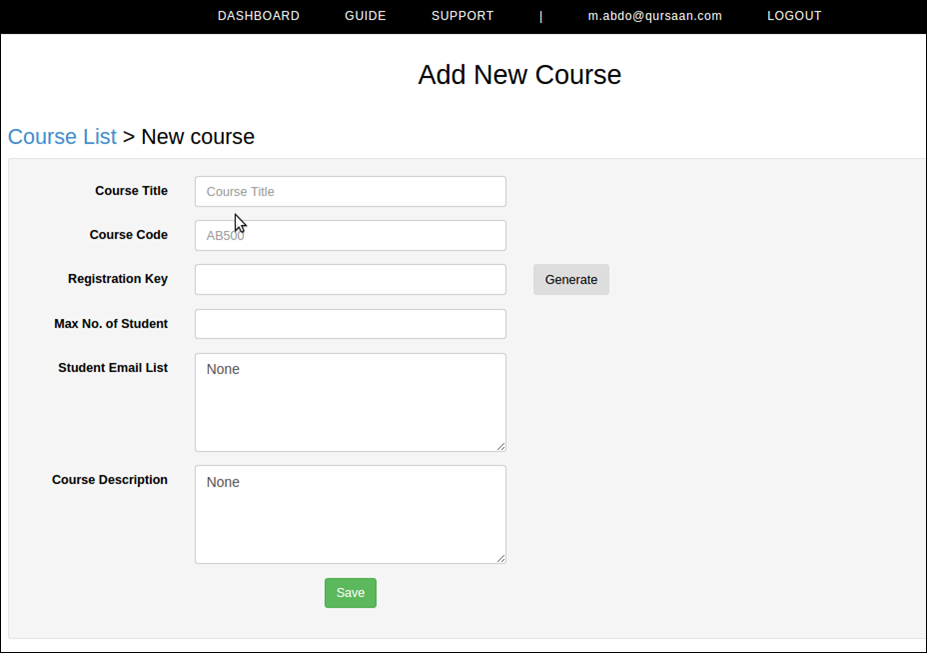 DASHBOARD GUIDE SUPPORT | m.abdo@qursaan.com LOGOUT
Add New Course
Course List > New course
Course Title Course Title
Course Code AB500
Registration Key Generate
Max No. of Student
Student Email List None
Course Description None
Save